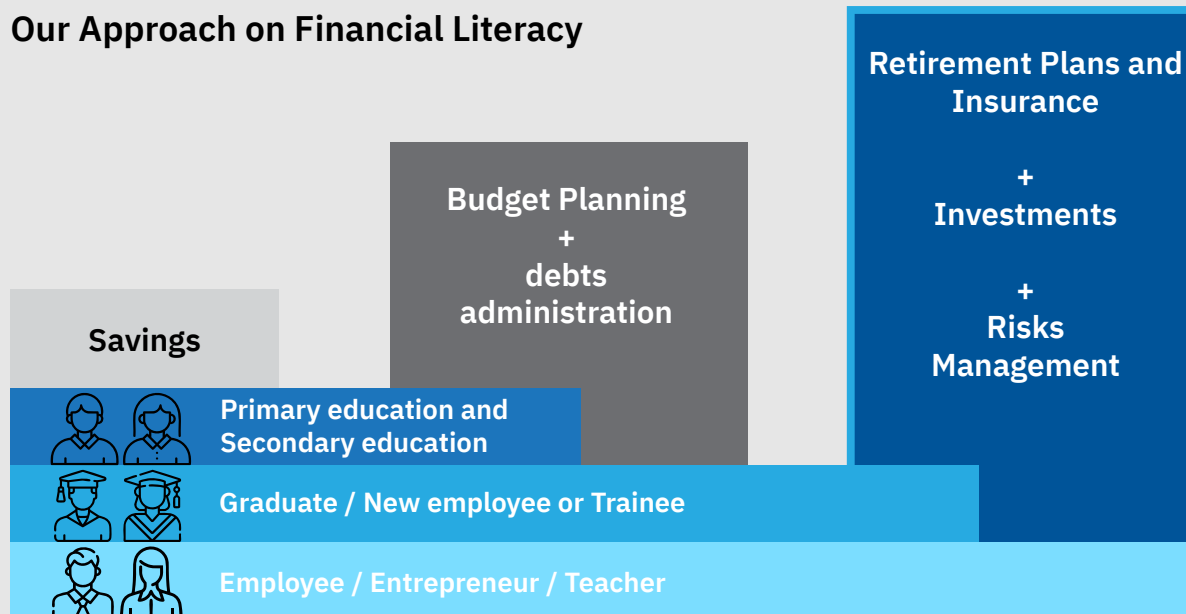 Our Approach on Financial Literacy
Savings
Budget Planning
+
debts
administration
Retirement Plans and
Insurance
+
Investments
+
Risks
Management
Primary education and
Secondary education
Graduate / New employee or Trainee
Employee / Entrepreneur / Teacher